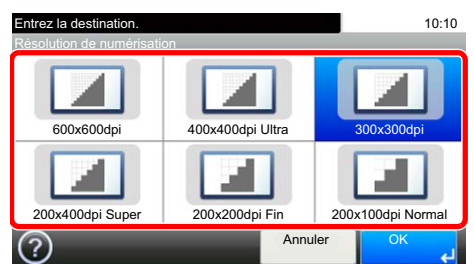 Entrez la destination. 10:10
Résolution de numérisation
600x600dpi 400x400dpi Ultra 300x300dpi
200x400dpi Super 200x200dpi Fin 200x100dpi Normal
? Annuler OK